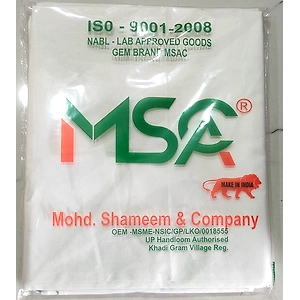 ISO - 9001-2008
NABL - LAB APPROVED GOODS
GEM BRAND MSAC
MSAC®
MAKE IN INDIA
Mohd. Shameem & Company
OEM -MSME-NSIC/GP/LKO/0018555
UP Handloom Authorised
Khadi Gram Village Reg.